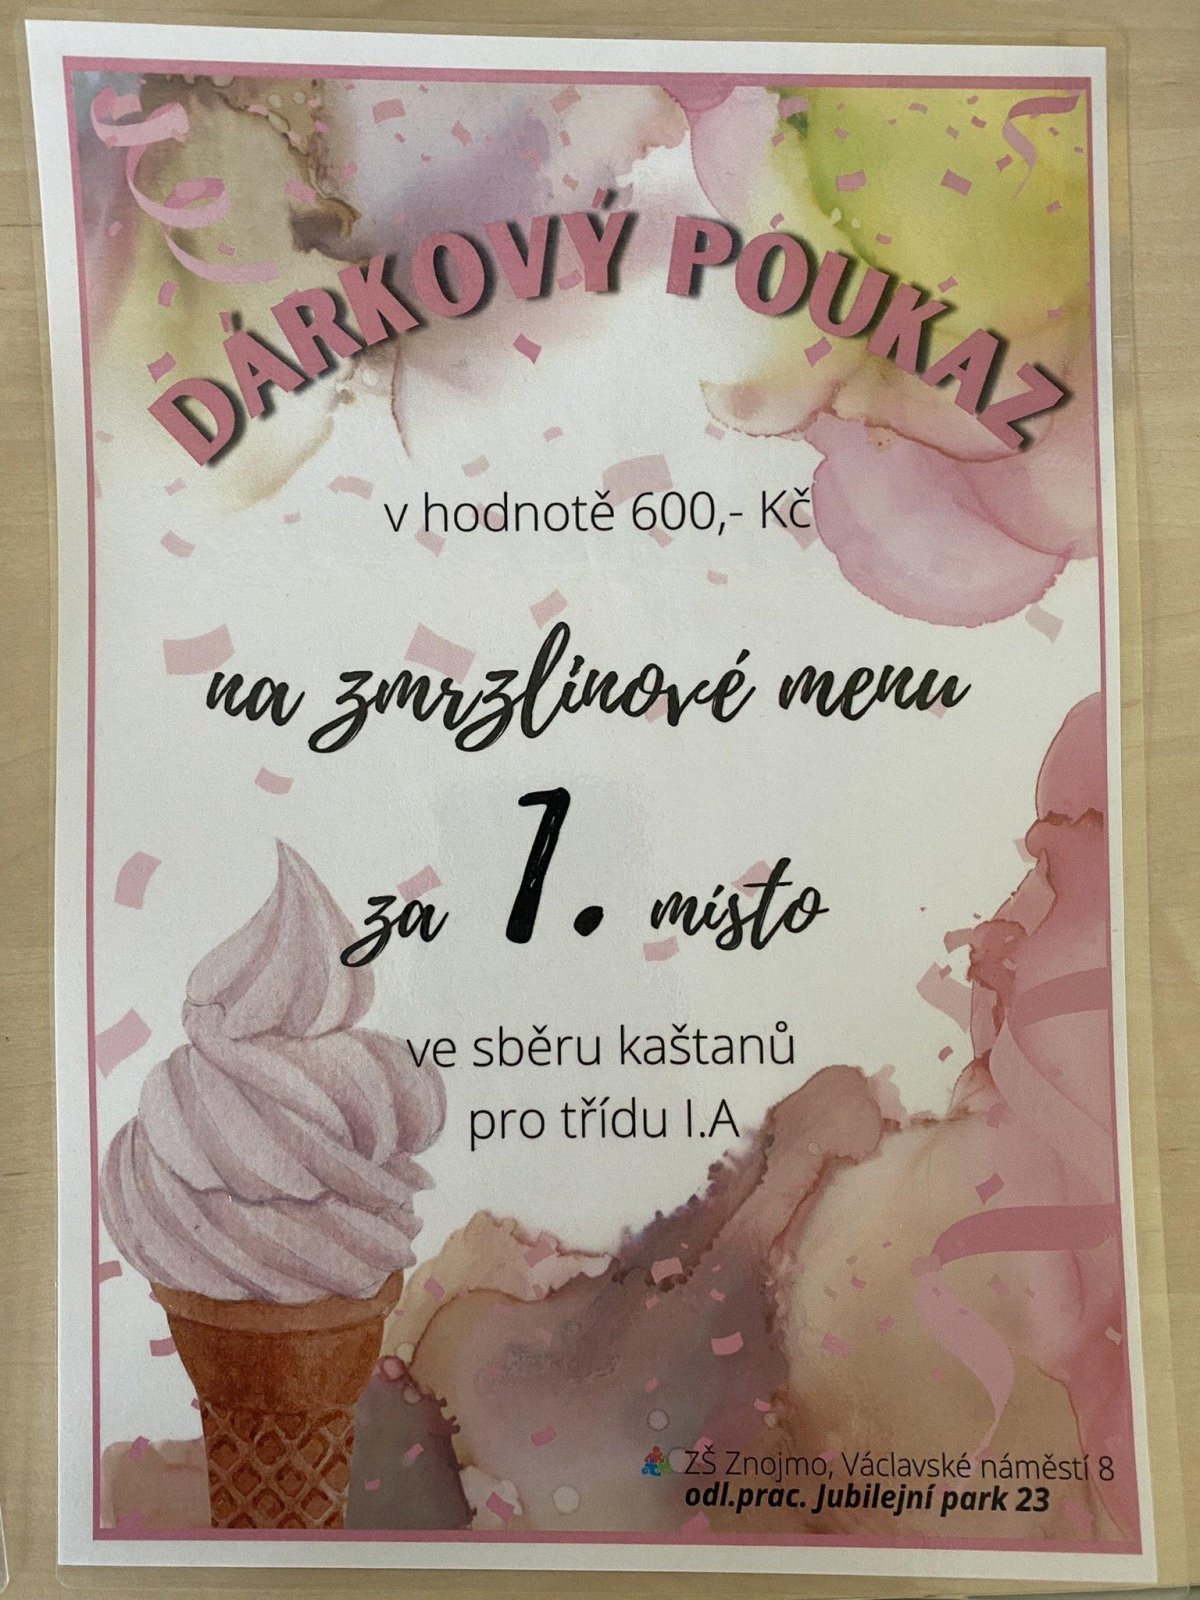 DÁRKOVÝ POUKAZ
v hodnotě 600,- Kč
na zmrzlinové menu
za 1. místo
ve sběru kaštanů
pro třídu I.A
ZŠ Znojmo, Václavské náměstí 8
odl.prac. Jubilejní park 23